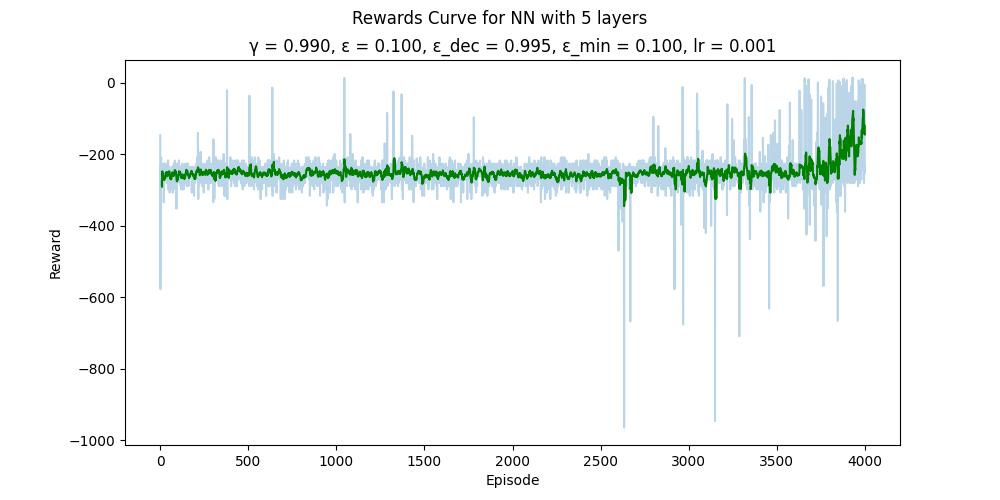 Rewards Curve for NN with 5 layers
γ = 0.990, ε = 0.100, ε_dec = 0.995, ε_min = 0.100, lr = 0.001
0
−200
−400
−600
−800
−1000
Reward
0 500 1000 1500 2000 2500 3000 3500 4000
Episode